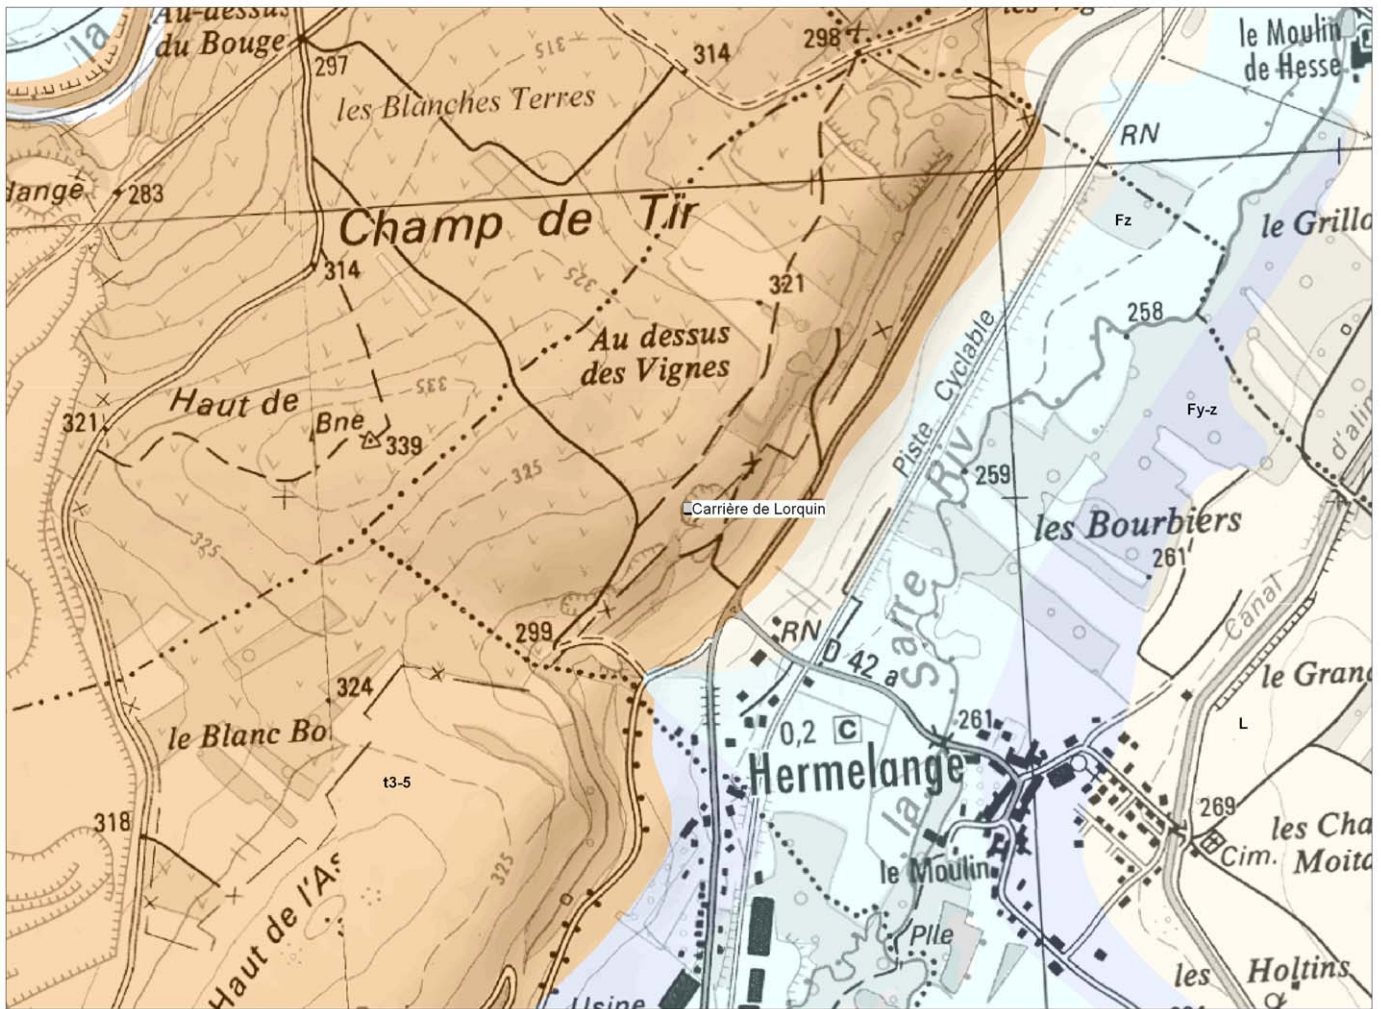 Au-dessus
du Bouge
297
les Blanches Terres
315
314
298
le Moulin
de Hesse
RN
283
Champ de Tir
Fz
le Grillo
314
325
321
258
Au dessus
des Vignes
Piste Cyclable
Haut de
335
321
Bne
339
Fy-z
d'alim
325
Riv
259
Carrière de Lorquin
les Bourbiers
261
325
Canal
299
RN
D 42 a
la Sarre
324
le Blanc Bo
0,2 C
261
le Grand
L
Hermelange
t3-5
318
269
les Cha
Moita
Cim.
le Moulin
325
Haut de l'As
Plle
les Holtins
Usine